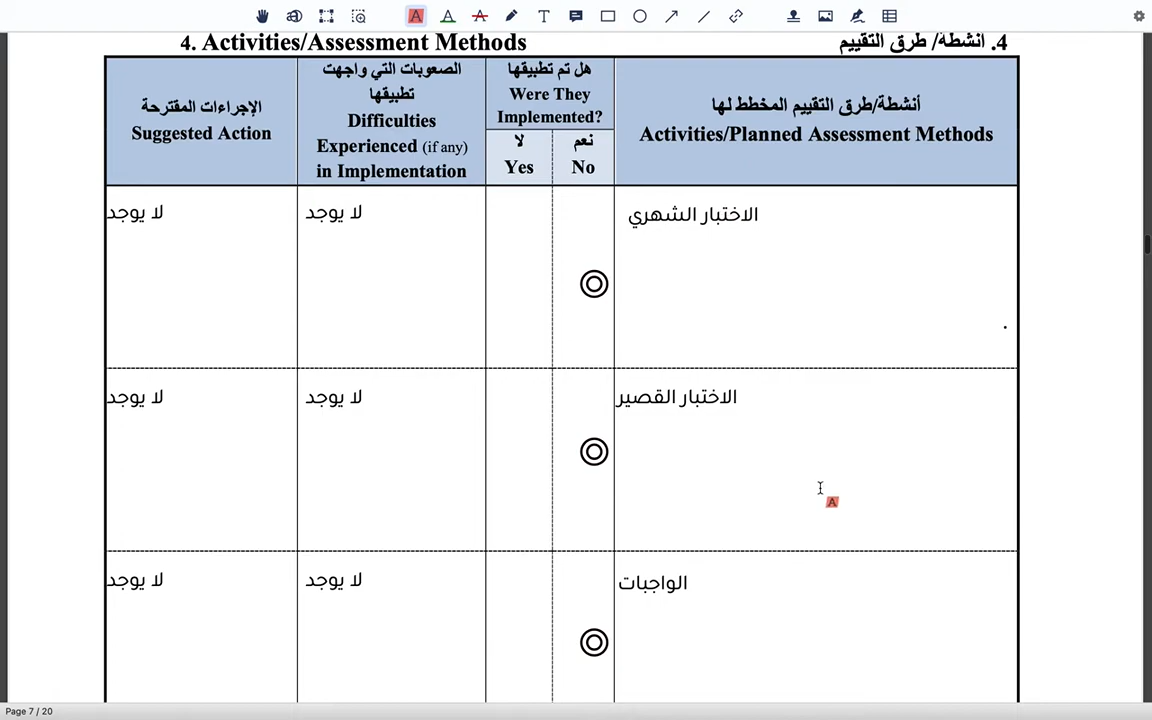 4. Activities/Assessment Methods
4. انشطة/ طرق التقييم
أنشطة/طرق التقييم المخطط لها
Activities/Planned Assessment Methods
هل تم تطبيقها
Were They
Implemented?
نعم
No
لا
Yes
الصعوبات التي واجهت
تطبيقها
Difficulties
Experienced (if any)
in Implementation
الإجراءات المقترحة
Suggested Action
الاختبار الشهري
لا يوجد
لا يوجد
.
الاختبار القصير
لا يوجد
لا يوجد
الواجبات
لا يوجد
لا يوجد
Page 7 / 20